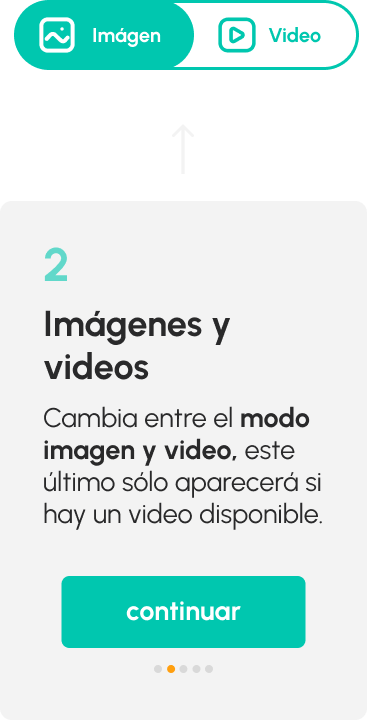 Imágen Video
2
Imágenes y
videos
Cambia entre el modo
imagen y video, este
último sólo aparecerá si
hay un video disponible.
continuar